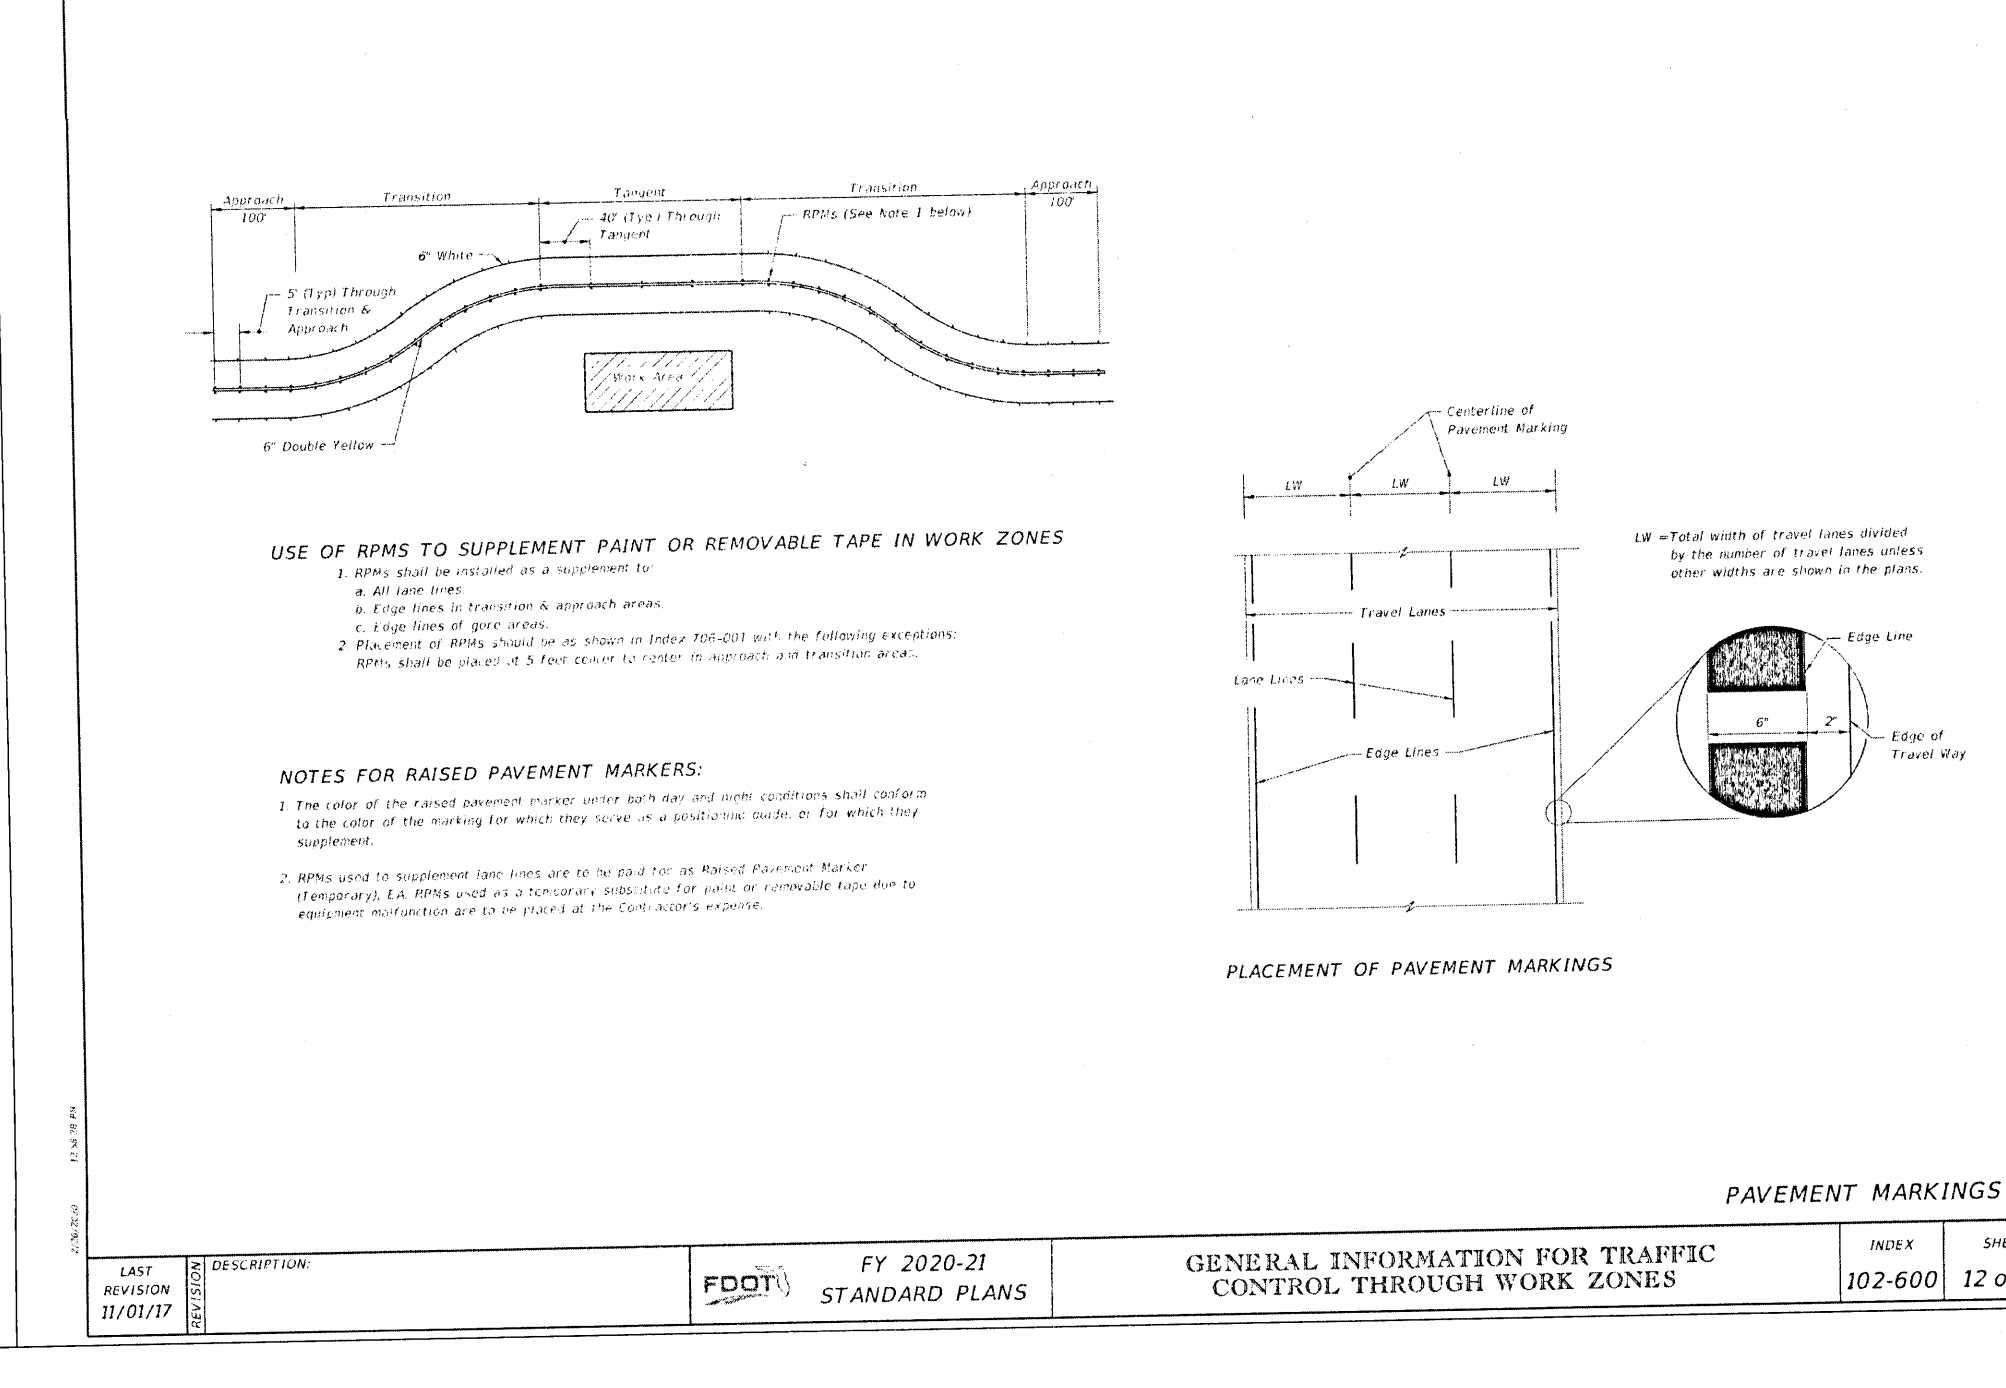 Approach
100'
Transition
Tangent
Transition
Approach
100'
40' (Typ.) Through
Tangent
RPMs (See Note 1 below)
6" White
5' (Typ) Through
Transition &
Approach
Work Area
6" Double Yellow
USE OF RPMS TO SUPPLEMENT PAINT OR REMOVABLE TAPE IN WORK ZONES
1. RPMs shall be installed as a supplement to:
a. All lane lines.
b. Edge lines in transition & approach areas.
c. Edge lines of gore areas.
2 Placement of RPMs should be as shown in Index 706-001 with the following exceptions:
RPMs shall be placed at 5 feet center to center in approach and transition areas.
NOTES FOR RAISED PAVEMENT MARKERS:
1. The color of the raised pavement marker under both day and night conditions shall conform
to the color of the marking for which they serve as a positioning guide, or for which they
supplement.
2. RPMs used to supplement lane lines are to be paid for as Raised Pavement Marker
(Temporary), EA. RPMs used as a temporary substitute for paint or removable tape due to
equipment malfunction are to be placed at the Contractor's expense.
Centerline of
Pavement Marking
LW
LW
LW
LW =Total width of travel lanes divided
by the number of travel lanes unless
other widths are shown in the plans.
Travel Lanes
Lane Lines
Edge Lines
Edge Line
6"
2"
Edge of
Travel Way
PLACEMENT OF PAVEMENT MARKINGS
PAVEMENT MARKINGS
LAST
REVISION
11/01/17
REVISION
DESCRIPTION:
FDOT
FY 2020-21
STANDARD PLANS
GENERAL INFORMATION FOR TRAFFIC
CONTROL THROUGH WORK ZONES
INDEX
102-600
12 o